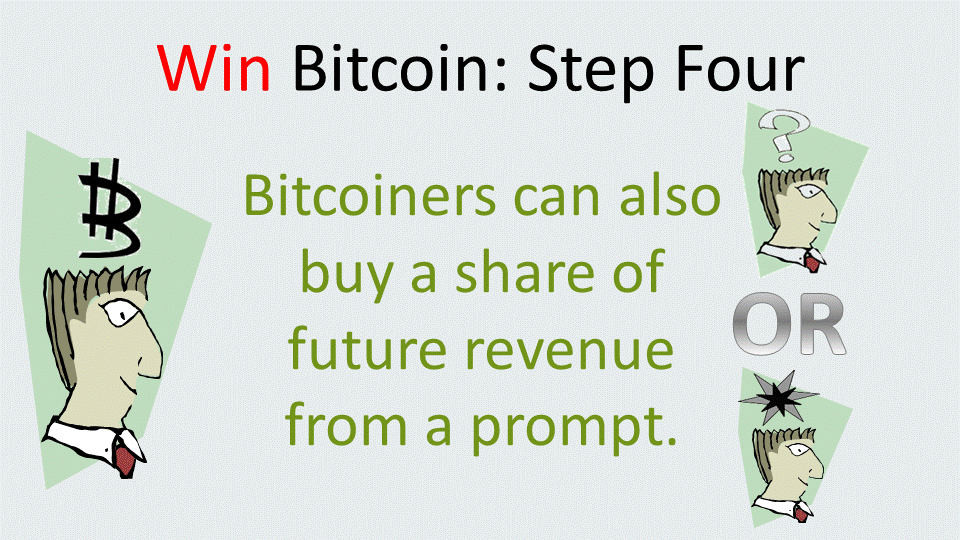 Win Bitcoin: Step Four
Bitcoiners can also
buy a share of
future revenue
from a prompt.
?
OR